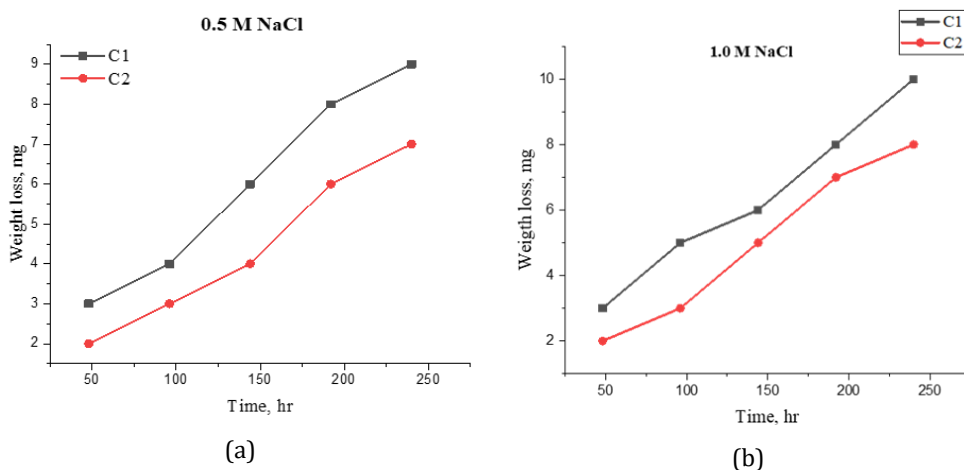 0.5 M NaCl
C1
C2
9
8
7
6
5
4
3
2
Weight loss, mg
50
100
150
200
250
Time, hr
(a)
C1
C2
1.0 M NaCl
10
8
6
4
2
Weigth loss, mg
50
100
150
200
250
Time, hr
(b)